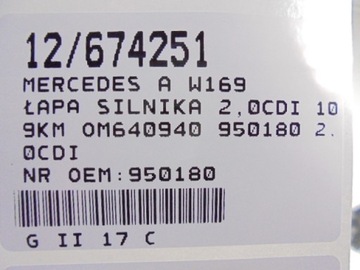 12/674251
MERCEDES A W169
ŁAPA SILNIKA 2,0CDI 10
9KM OM640940 950180 2.
0CDI
NR OEM:950180
G II 17 C